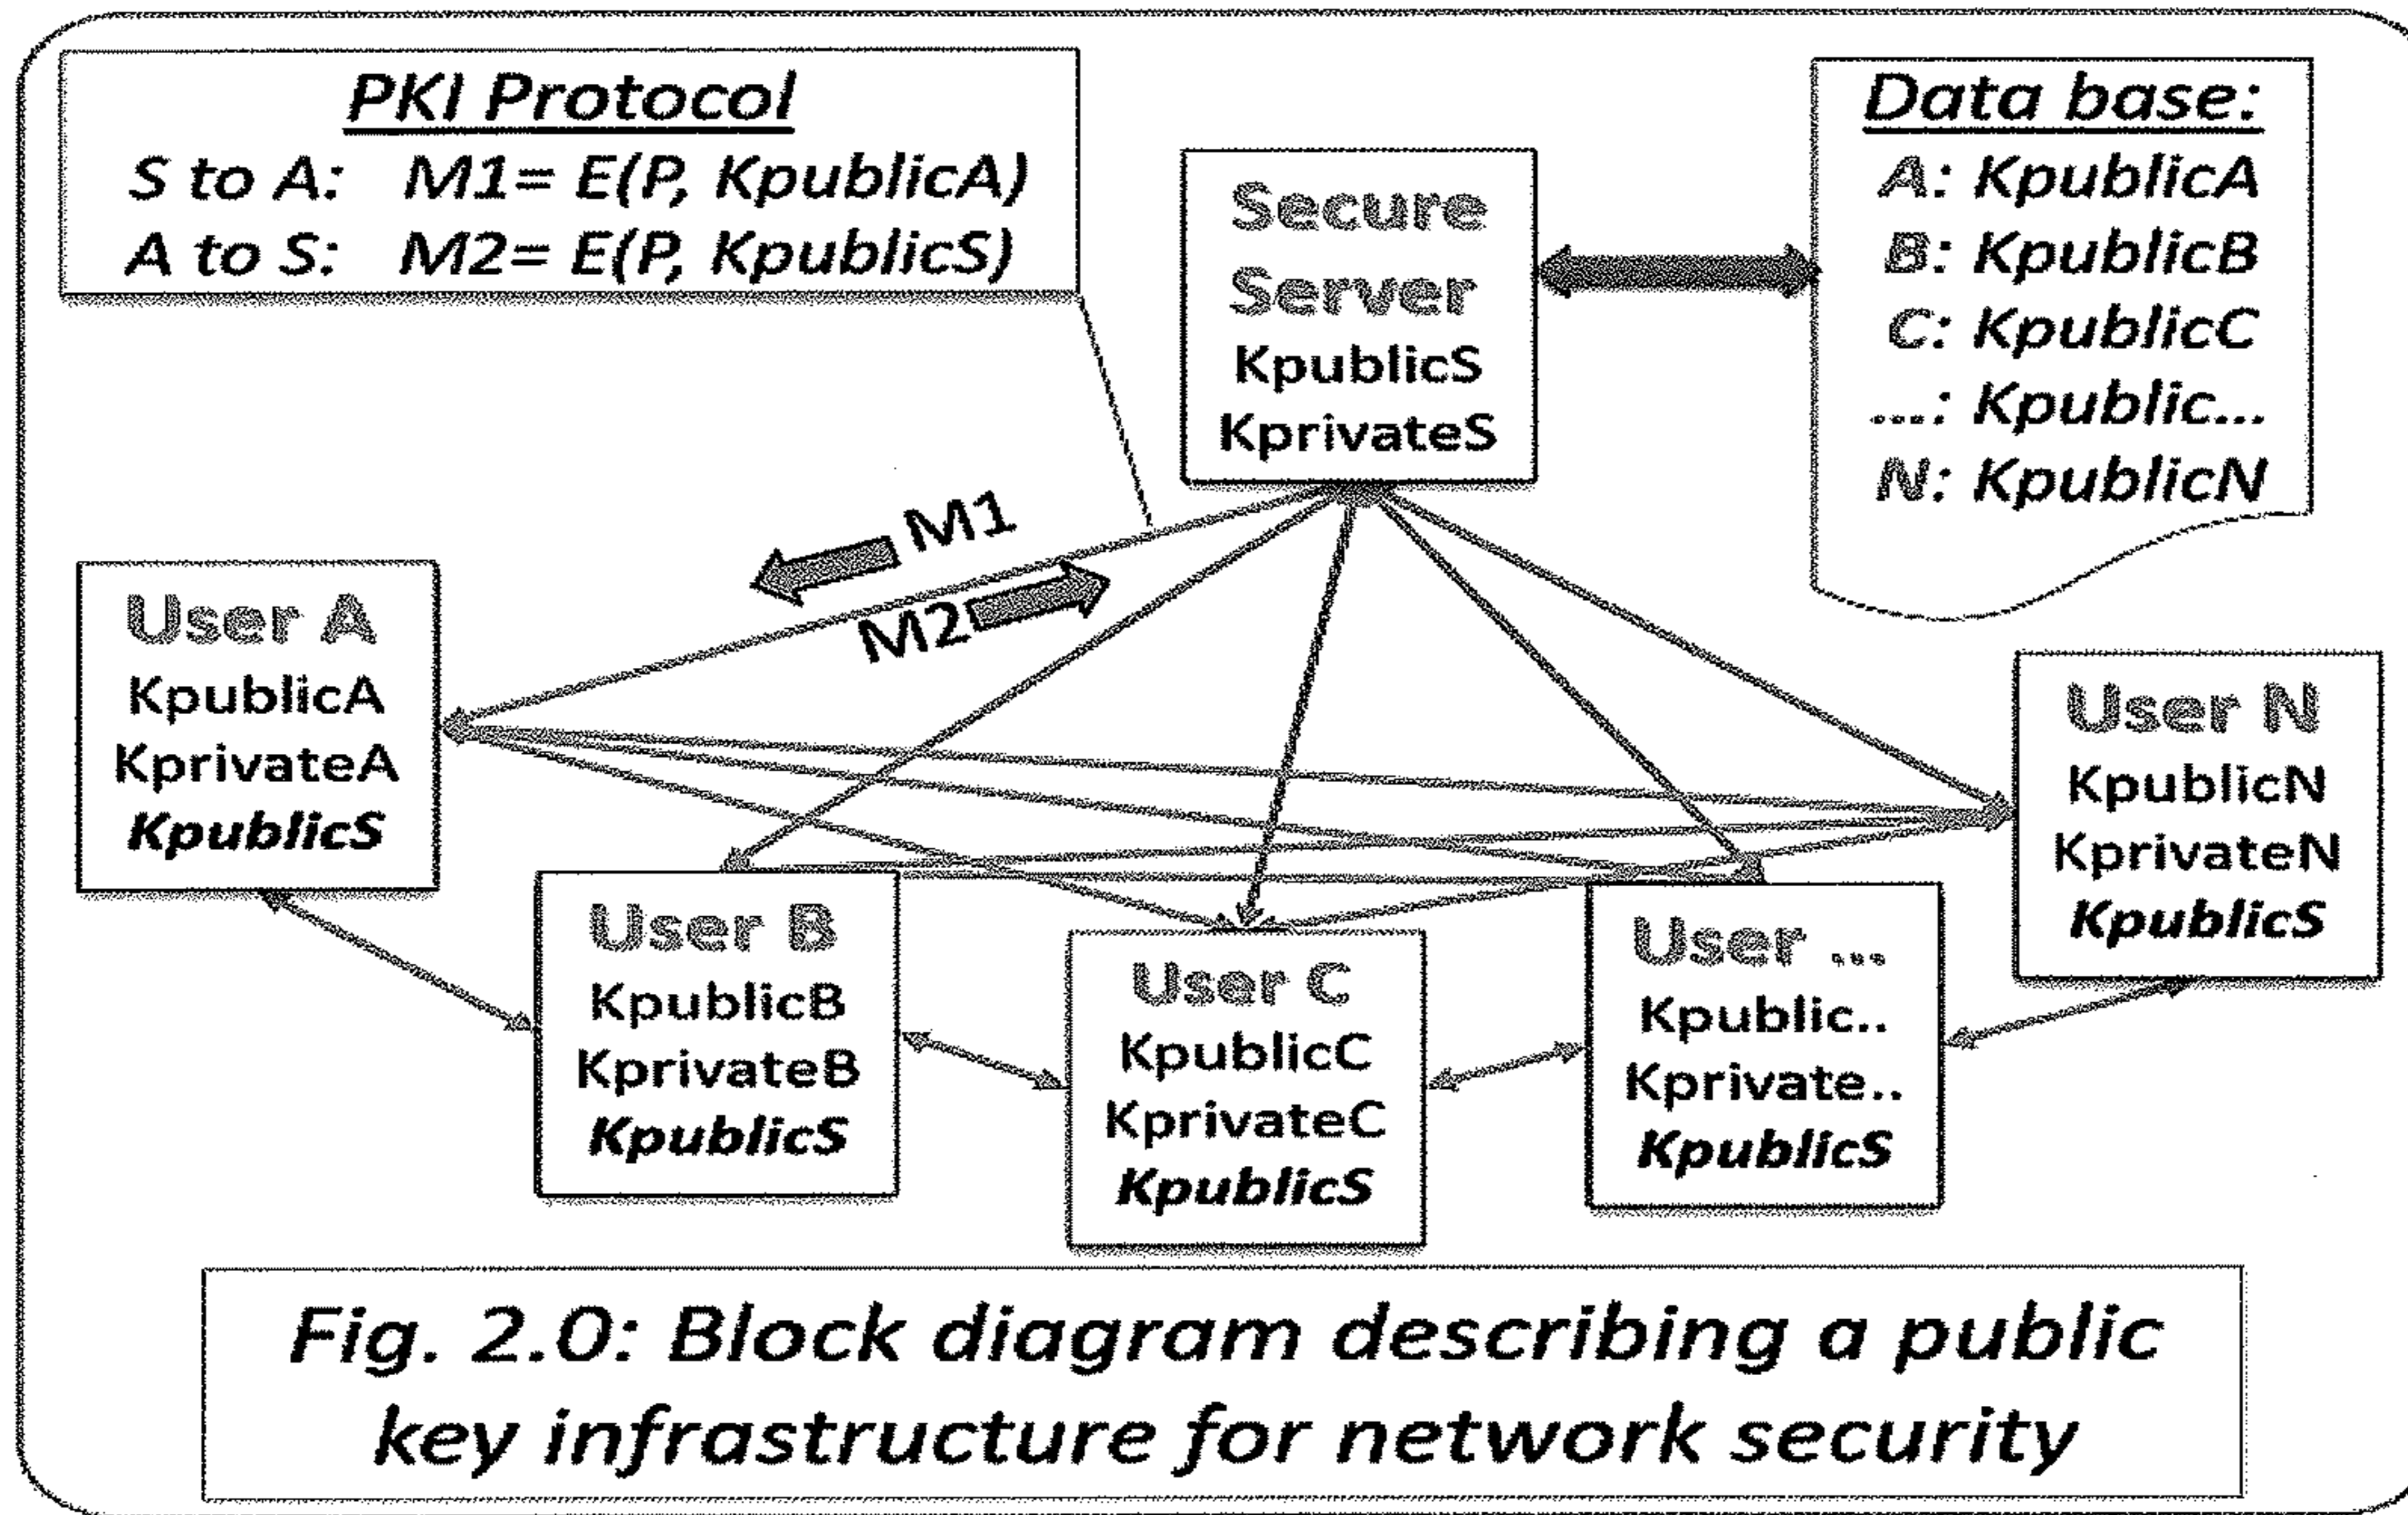 PKI Protocol
S to A: M1= E(P, KpublicA)
A to S: M2= E(P, KpublicS)
Secure
Server
KpublicS
KprivateS
Data base:
A: KpublicA
B: KpublicB
C: KpublicC
...: Kpublic...
N: KpublicN
M1
M2
User A
KpublicA
KprivateA
KpublicS
User B
KpublicB
KprivateB
KpublicS
User C
KpublicC
KprivateC
KpublicS
User ...
Kpublic..
Kprivate..
KpublicS
User N
KpublicN
KprivateN
KpublicS
Fig. 2.0: Block diagram describing a public
key infrastructure for network security